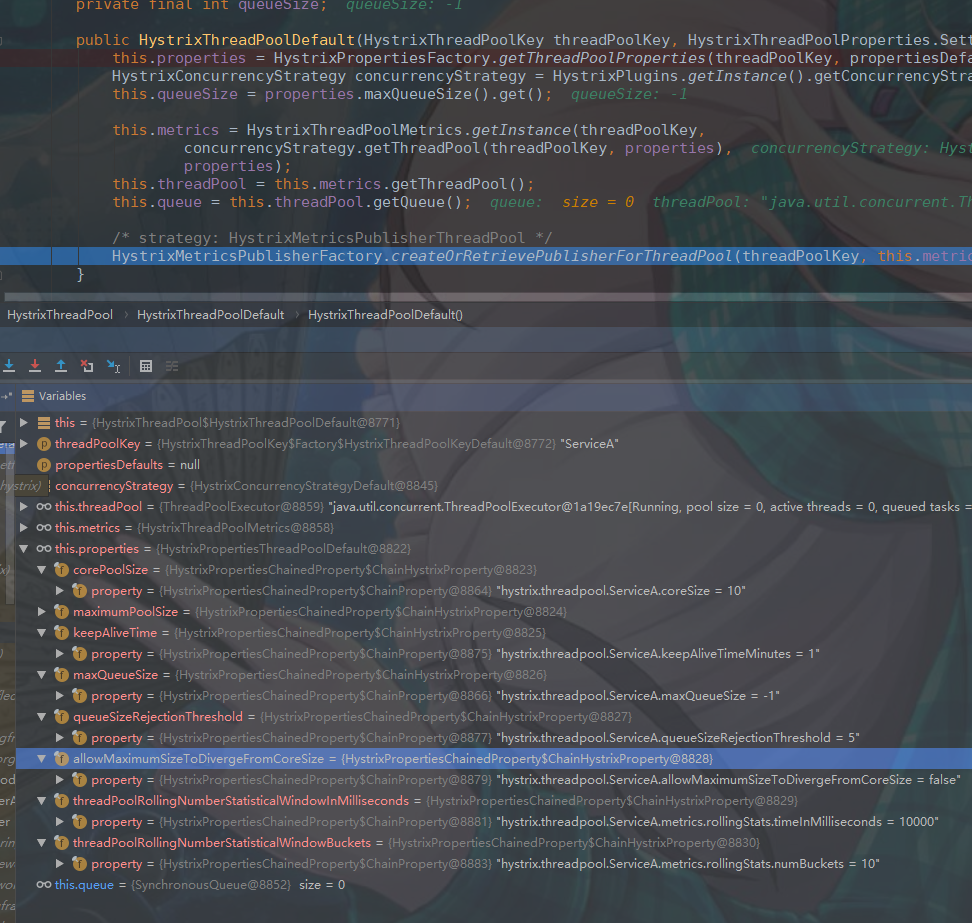 private final int queueSize;  queueSize: -1
public HystrixThreadPoolDefault(HystrixThreadPoolKey threadPoolKey, HystrixThreadPoolProperties.Sett
this.properties = HystrixPropertiesFactory.getThreadPoolProperties(threadPoolKey, propertiesDefa
HystrixConcurrencyStrategy concurrencyStrategy = HystrixPlugins.getInstance().getConcurrencyStra
this.queueSize = properties.maxQueueSize().get();  queueSize: -1
this.metrics = HystrixThreadPoolMetrics.getInstance(threadPoolKey,
concurrencyStrategy.getThreadPool(threadPoolKey, properties),  concurrencyStrategy: Hyst
properties);
this.threadPool = this.metrics.getThreadPool();
this.queue = this.threadPool.getQueue();  queue:  size = 0  threadPool: "java.util.concurrent.Th
/* strategy: HystrixMetricsPublisherThreadPool */
HystrixMetricsPublisherFactory.createOrRetrievePublisherForThreadPool(threadPoolKey, this.metric
}
HystrixThreadPool › HystrixThreadPoolDefault › HystrixThreadPoolDefault()
Variables
this = {HystrixThreadPool$HystrixThreadPoolDefault@8771}
threadPoolKey = {HystrixThreadPoolKey$Factory$HystrixThreadPoolKeyDefault@8772} "ServiceA"
propertiesDefaults = null
hystrix) concurrencyStrategy = {HystrixConcurrencyStrategyDefault@8845}
this.threadPool = {ThreadPoolExecutor@8859} "java.util.concurrent.ThreadPoolExecutor@1a19ec7e[Running, pool size = 0, active threads = 0, queued tasks =
this.metrics = {HystrixThreadPoolMetrics@8858}
this.properties = {HystrixPropertiesThreadPoolDefault@8822}
corePoolSize = {HystrixPropertiesChainedProperty$ChainHystrixProperty@8823}
property = {HystrixPropertiesChainedProperty$ChainProperty@8864} "hystrix.threadpool.ServiceA.coreSize = 10"
maximumPoolSize = {HystrixPropertiesChainedProperty$ChainHystrixProperty@8824}
keepAliveTime = {HystrixPropertiesChainedProperty$ChainHystrixProperty@8825}
property = {HystrixPropertiesChainedProperty$ChainProperty@8875} "hystrix.threadpool.ServiceA.keepAliveTimeMinutes = 1"
maxQueueSize = {HystrixPropertiesChainedProperty$ChainHystrixProperty@8826}
property = {HystrixPropertiesChainedProperty$ChainProperty@8866} "hystrix.threadpool.ServiceA.maxQueueSize = -1"
queueSizeRejectionThreshold = {HystrixPropertiesChainedProperty$ChainHystrixProperty@8827}
property = {HystrixPropertiesChainedProperty$ChainProperty@8877} "hystrix.threadpool.ServiceA.queueSizeRejectionThreshold = 5"
allowMaximumSizeToDivergeFromCoreSize = {HystrixPropertiesChainedProperty$ChainHystrixProperty@8828}
property = {HystrixPropertiesChainedProperty$ChainProperty@8879} "hystrix.threadpool.ServiceA.allowMaximumSizeToDivergeFromCoreSize = false"
threadPoolRollingNumberStatisticalWindowInMilliseconds = {HystrixPropertiesChainedProperty$ChainHystrixProperty@8829}
property = {HystrixPropertiesChainedProperty$ChainProperty@8881} "hystrix.threadpool.ServiceA.metrics.rollingStats.timeInMilliseconds = 10000"
threadPoolRollingNumberStatisticalWindowBuckets = {HystrixPropertiesChainedProperty$ChainHystrixProperty@8830}
property = {HystrixPropertiesChainedProperty$ChainProperty@8883} "hystrix.threadpool.ServiceA.metrics.rollingStats.numBuckets = 10"
this.queue = {SynchronousQueue@8852}  size = 0